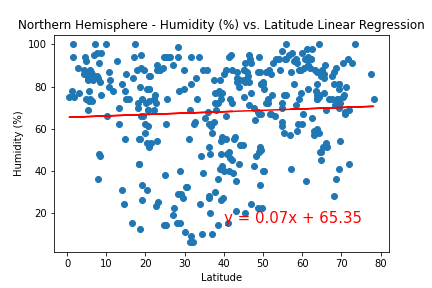 Northern Hemisphere - Humidity (%) vs. Latitude Linear Regression
100
80
60
40
20
Humidity (%)
y = 0.07x + 65.35
0 10 20 30 40 50 60 70 80
Latitude